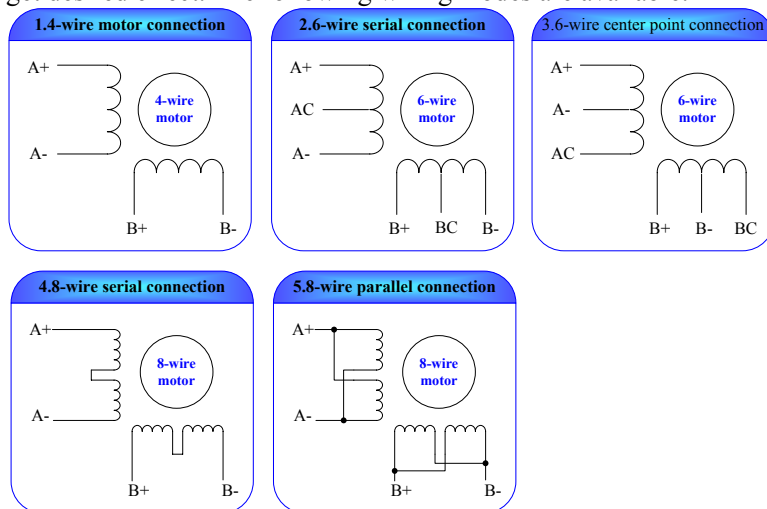 1.4-wire motor connection
A+
A-
4-wire
motor
B+ B-
2.6-wire serial connection
A+
AC
A-
6-wire
motor
B+ BC B-
3.6-wire center point connection
A+
A-
AC
6-wire
motor
B+ B- BC
4.8-wire serial connection
A+
A-
8-wire
motor
B+ B-
5.8-wire parallel connection
A+
A-
8-wire
motor
B+ B-